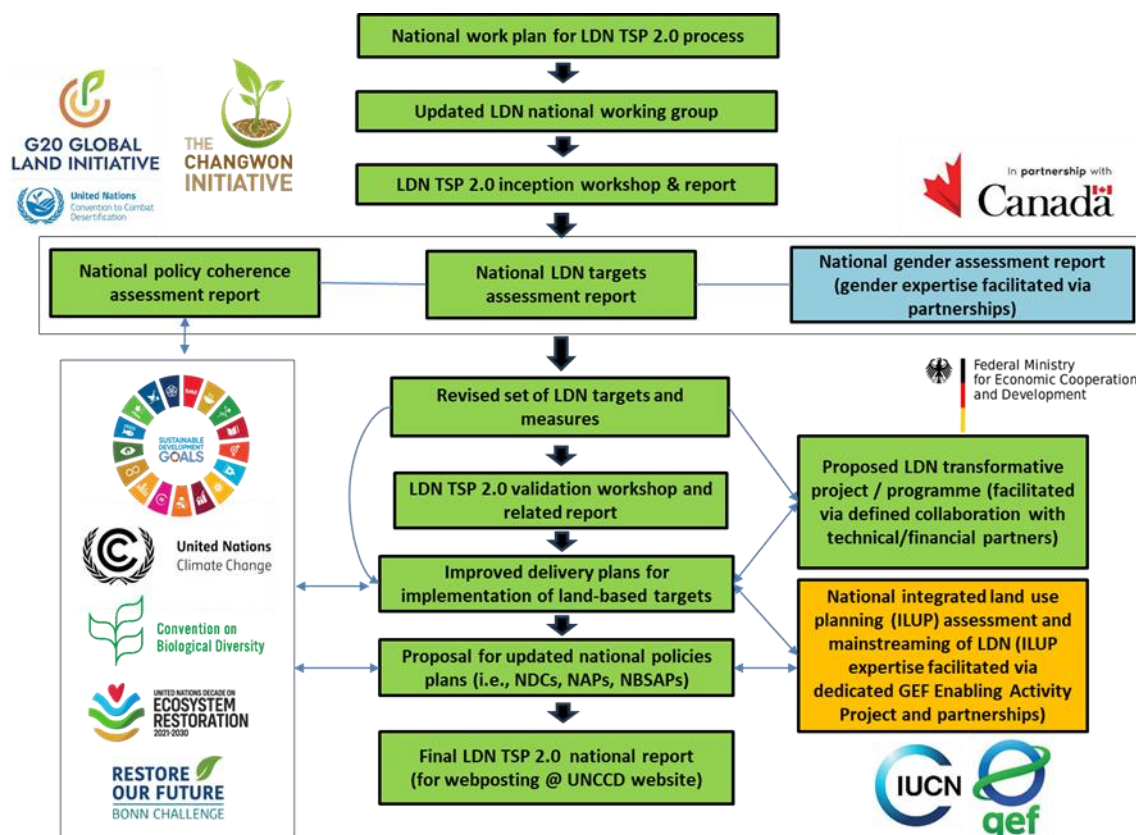 National work plan for LDN TSP 2.0 process
Updated LDN national working group
G20 GLOBAL
LAND INITIATIVE
United Nations
Convention to Combat
Desertification
THE
CHANGWON
INITIATIVE
LDN TSP 2.0 inception workshop & report
In partnership with
Canada
National policy coherence
assessment report
National LDN targets
assessment report
National gender assessment report
(gender expertise facilitated via
partnerships)
Revised set of LDN targets and
measures
Federal Ministry
for Economic Cooperation
and Development
SUSTAINABLE
DEVELOPMENT
GOALS
LDN TSP 2.0 validation workshop and
related report
Proposed LDN transformative
project / programme (facilitated
via defined collaboration with
technical/financial partners)
United Nations
Climate Change
Improved delivery plans for
implementation of land-based targets
Convention on
Biological Diversity
National integrated land use
planning (ILUP) assessment and
mainstreaming of LDN (ILUP
expertise facilitated via
dedicated GEF Enabling Activity
Project and partnerships)
Proposal for updated national policies
plans (i.e., NDCs, NAPs, NBSAPs)
UNITED NATIONS DECADE ON
ECOSYSTEM
RESTORATION
2021-2030
Final LDN TSP 2.0 national report
(for webposting @ UNCCD website)
RESTORE
OUR FUTURE
BONN CHALLENGE
IUCN
gef